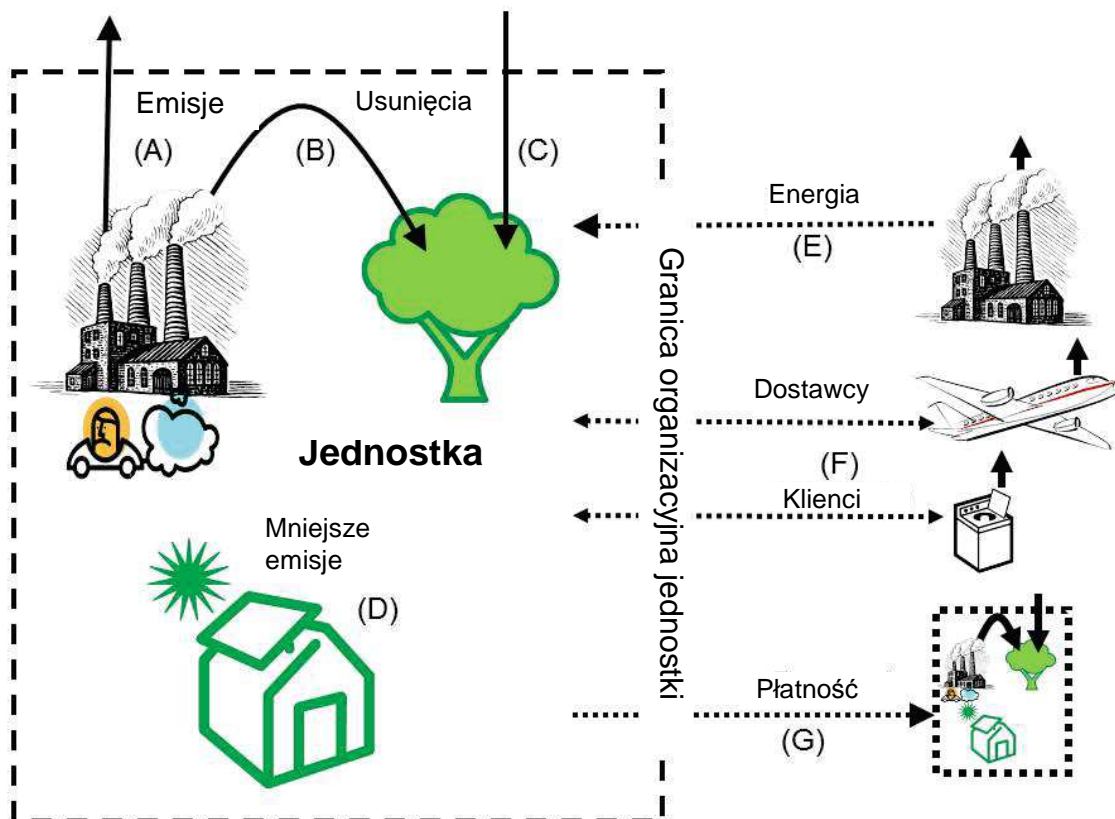 Emisje
Usunięcia
(A)
(B)
(C)
Energia
(E)
Granica organizacyjna jednostki
Dostawcy
Jednostka
(F)
Klienci
Mniejsze
emisje
(D)
Płatność
(G)